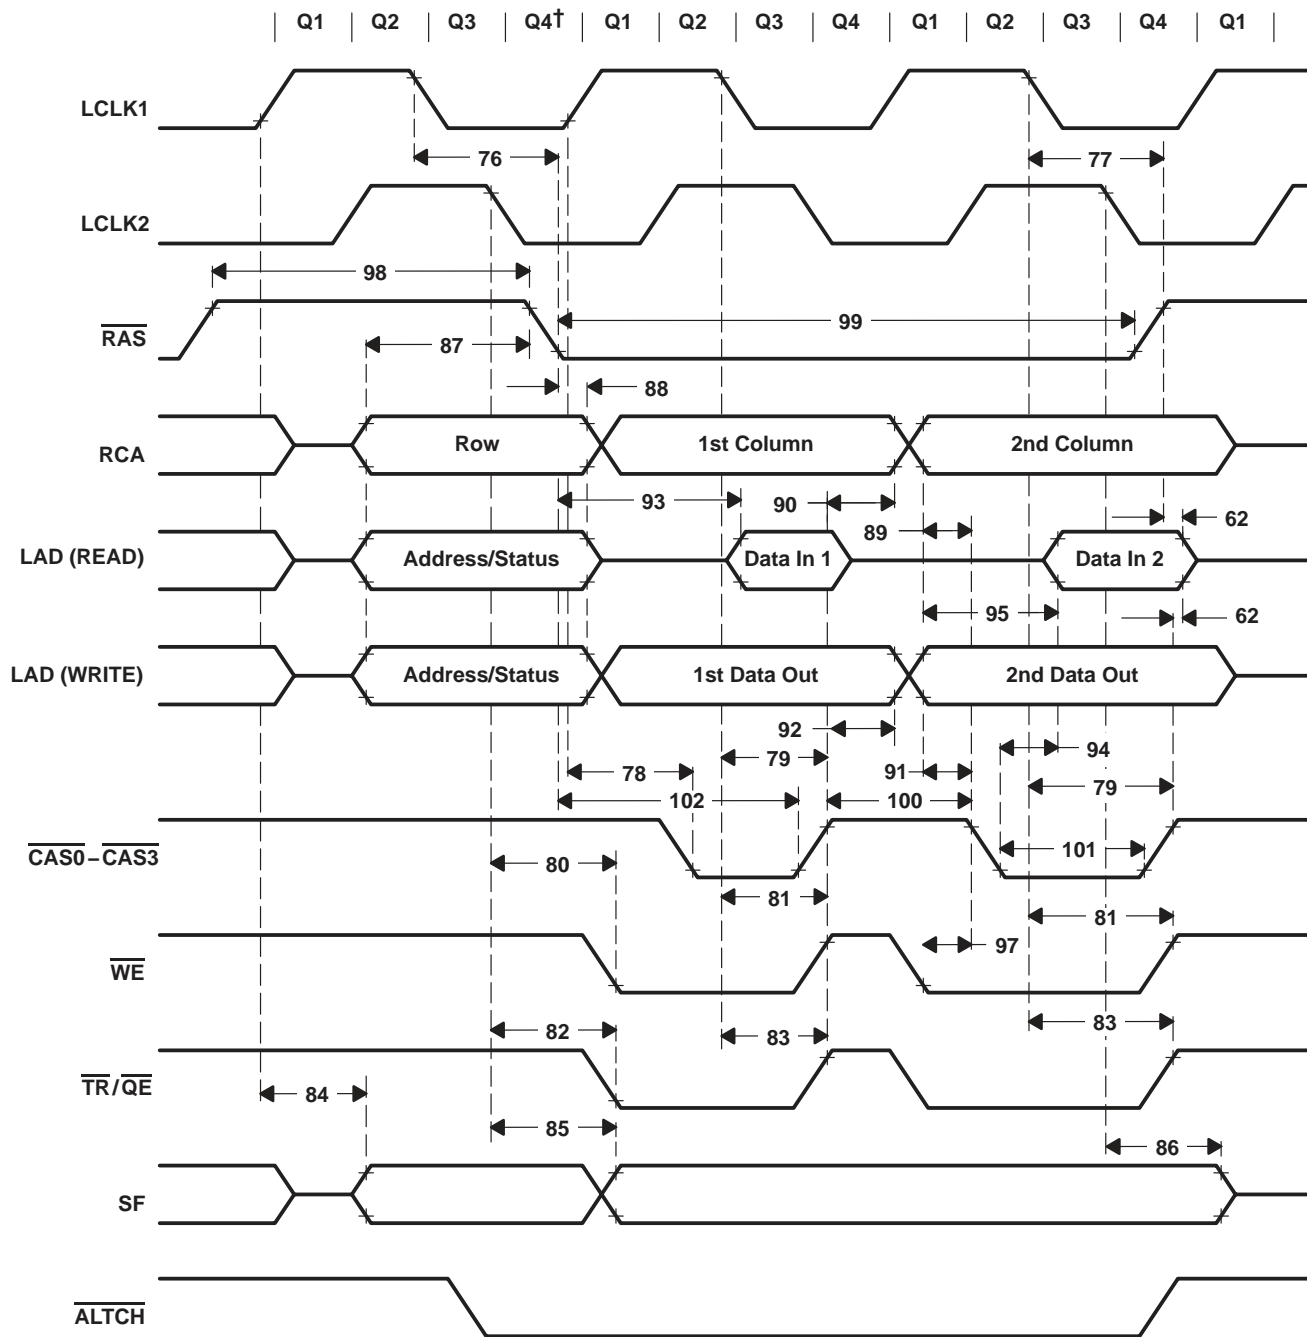 Q1 Q2 Q3 Q4† Q1 Q2 Q3 Q4 Q1 Q2 Q3 Q4 Q1
LCLK1
76 77
LCLK2
98
RAS 99
87
88
RCA Row 1st Column 2nd Column
93 90 62
89
LAD (READ) Address/Status Data In 1 Data In 2
95 62
LAD (WRITE) Address/Status 1st Data Out 2nd Data Out
92 94
79
78 91 79
102 100
CAS0–CAS3 101
80
81
81
97
WE
82 83 83
TR/QE
84
85
86
SF
ALTCH